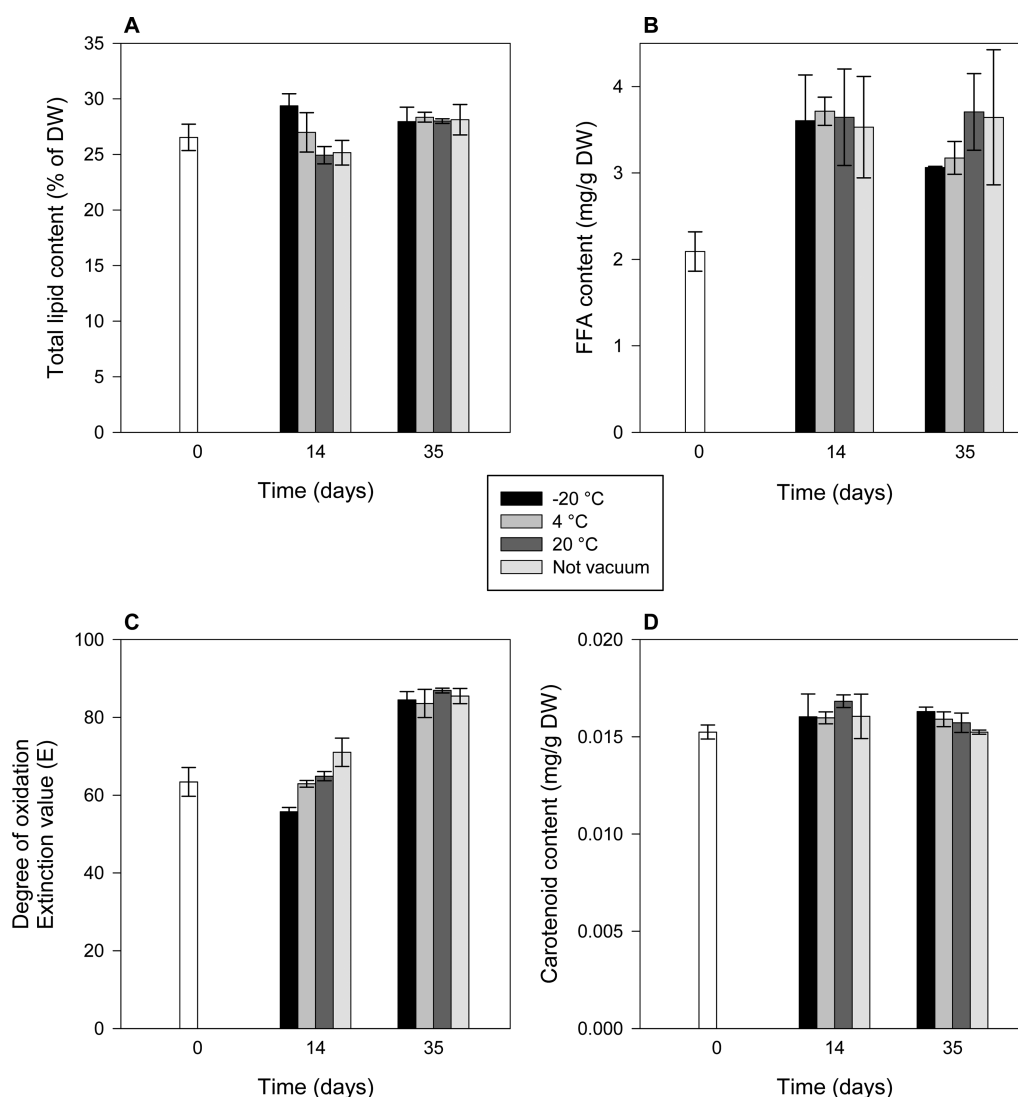 A
35
30
25
20
15
10
5
0
Total lipid content (% of DW)
0 14 35
Time (days)
B
4
3
2
1
0
FFA content (mg/g DW)
0 14 35
Time (days)
-20 °C
4 °C
20 °C
Not vacuum
C
100
80
60
40
20
0
Degree of oxidation
Extinction value (E)
0 14 35
Time (days)
D
0.020
0.015
0.010
0.005
0.000
Carotenoid content (mg/g DW)
0 14 35
Time (days)